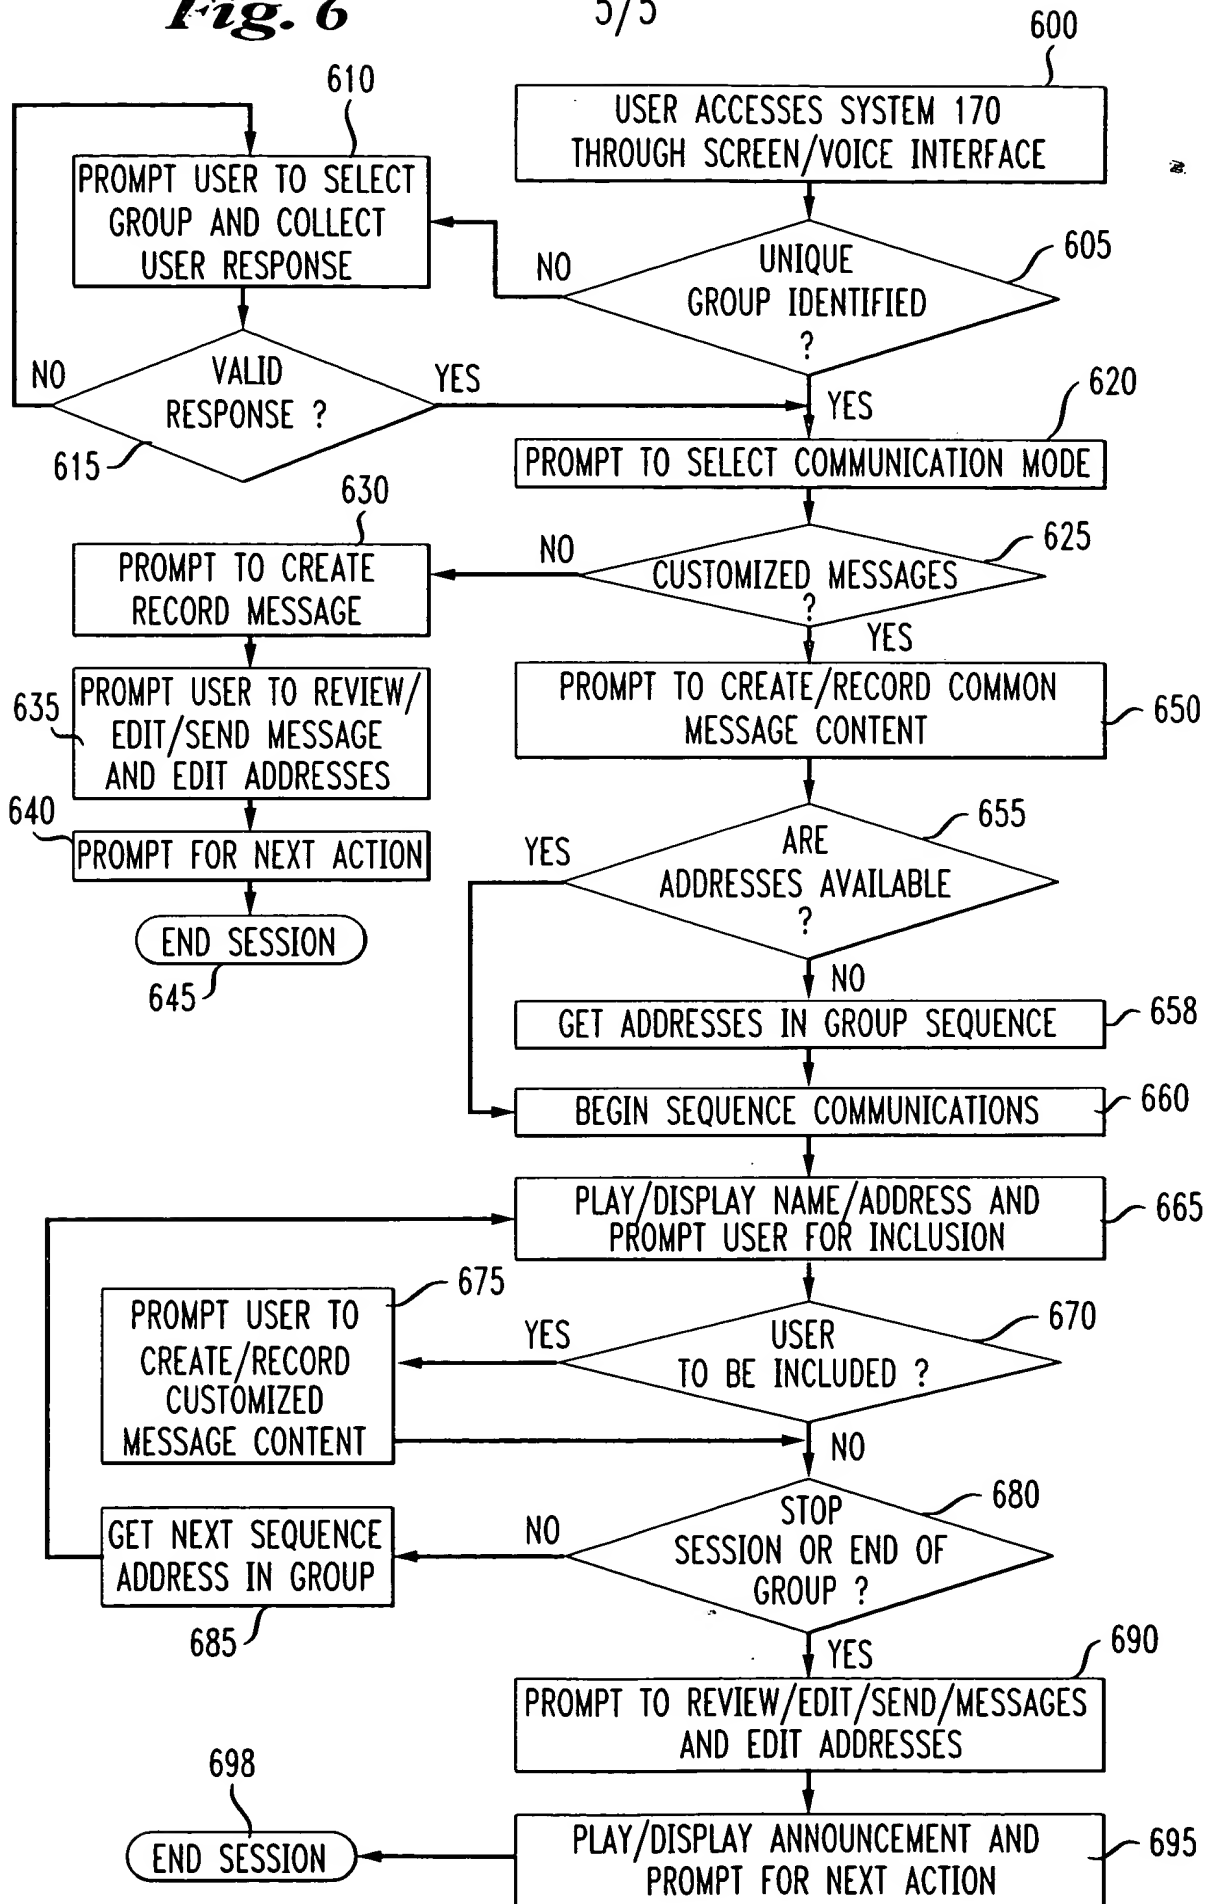 Fig. 6
5/5
600
USER ACCESSES SYSTEM 170
THROUGH SCREEN/VOICE INTERFACE
610
PROMPT USER TO SELECT
GROUP AND COLLECT
USER RESPONSE
605
UNIQUE
GROUP IDENTIFIED
?
NO
YES
615
VALID
RESPONSE ?
NO
YES
620
PROMPT TO SELECT COMMUNICATION MODE
625
CUSTOMIZED MESSAGES
?
NO
YES
630
PROMPT TO CREATE
RECORD MESSAGE
635
PROMPT USER TO REVIEW/
EDIT/SEND MESSAGE
AND EDIT ADDRESSES
640
PROMPT FOR NEXT ACTION
END SESSION
645
PROMPT TO CREATE/RECORD COMMON
MESSAGE CONTENT
650
655
ARE
ADDRESSES AVAILABLE
?
YES
NO
GET ADDRESSES IN GROUP SEQUENCE
658
BEGIN SEQUENCE COMMUNICATIONS
660
PLAY/DISPLAY NAME/ADDRESS AND
PROMPT USER FOR INCLUSION
665
670
USER
TO BE INCLUDED ?
YES
NO
675
PROMPT USER TO
CREATE/RECORD
CUSTOMIZED
MESSAGE CONTENT
680
STOP
SESSION OR END OF
GROUP ?
NO
YES
GET NEXT SEQUENCE
ADDRESS IN GROUP
685
690
PROMPT TO REVIEW/EDIT/SEND/MESSAGES
AND EDIT ADDRESSES
PLAY/DISPLAY ANNOUNCEMENT AND
PROMPT FOR NEXT ACTION
695
698
END SESSION